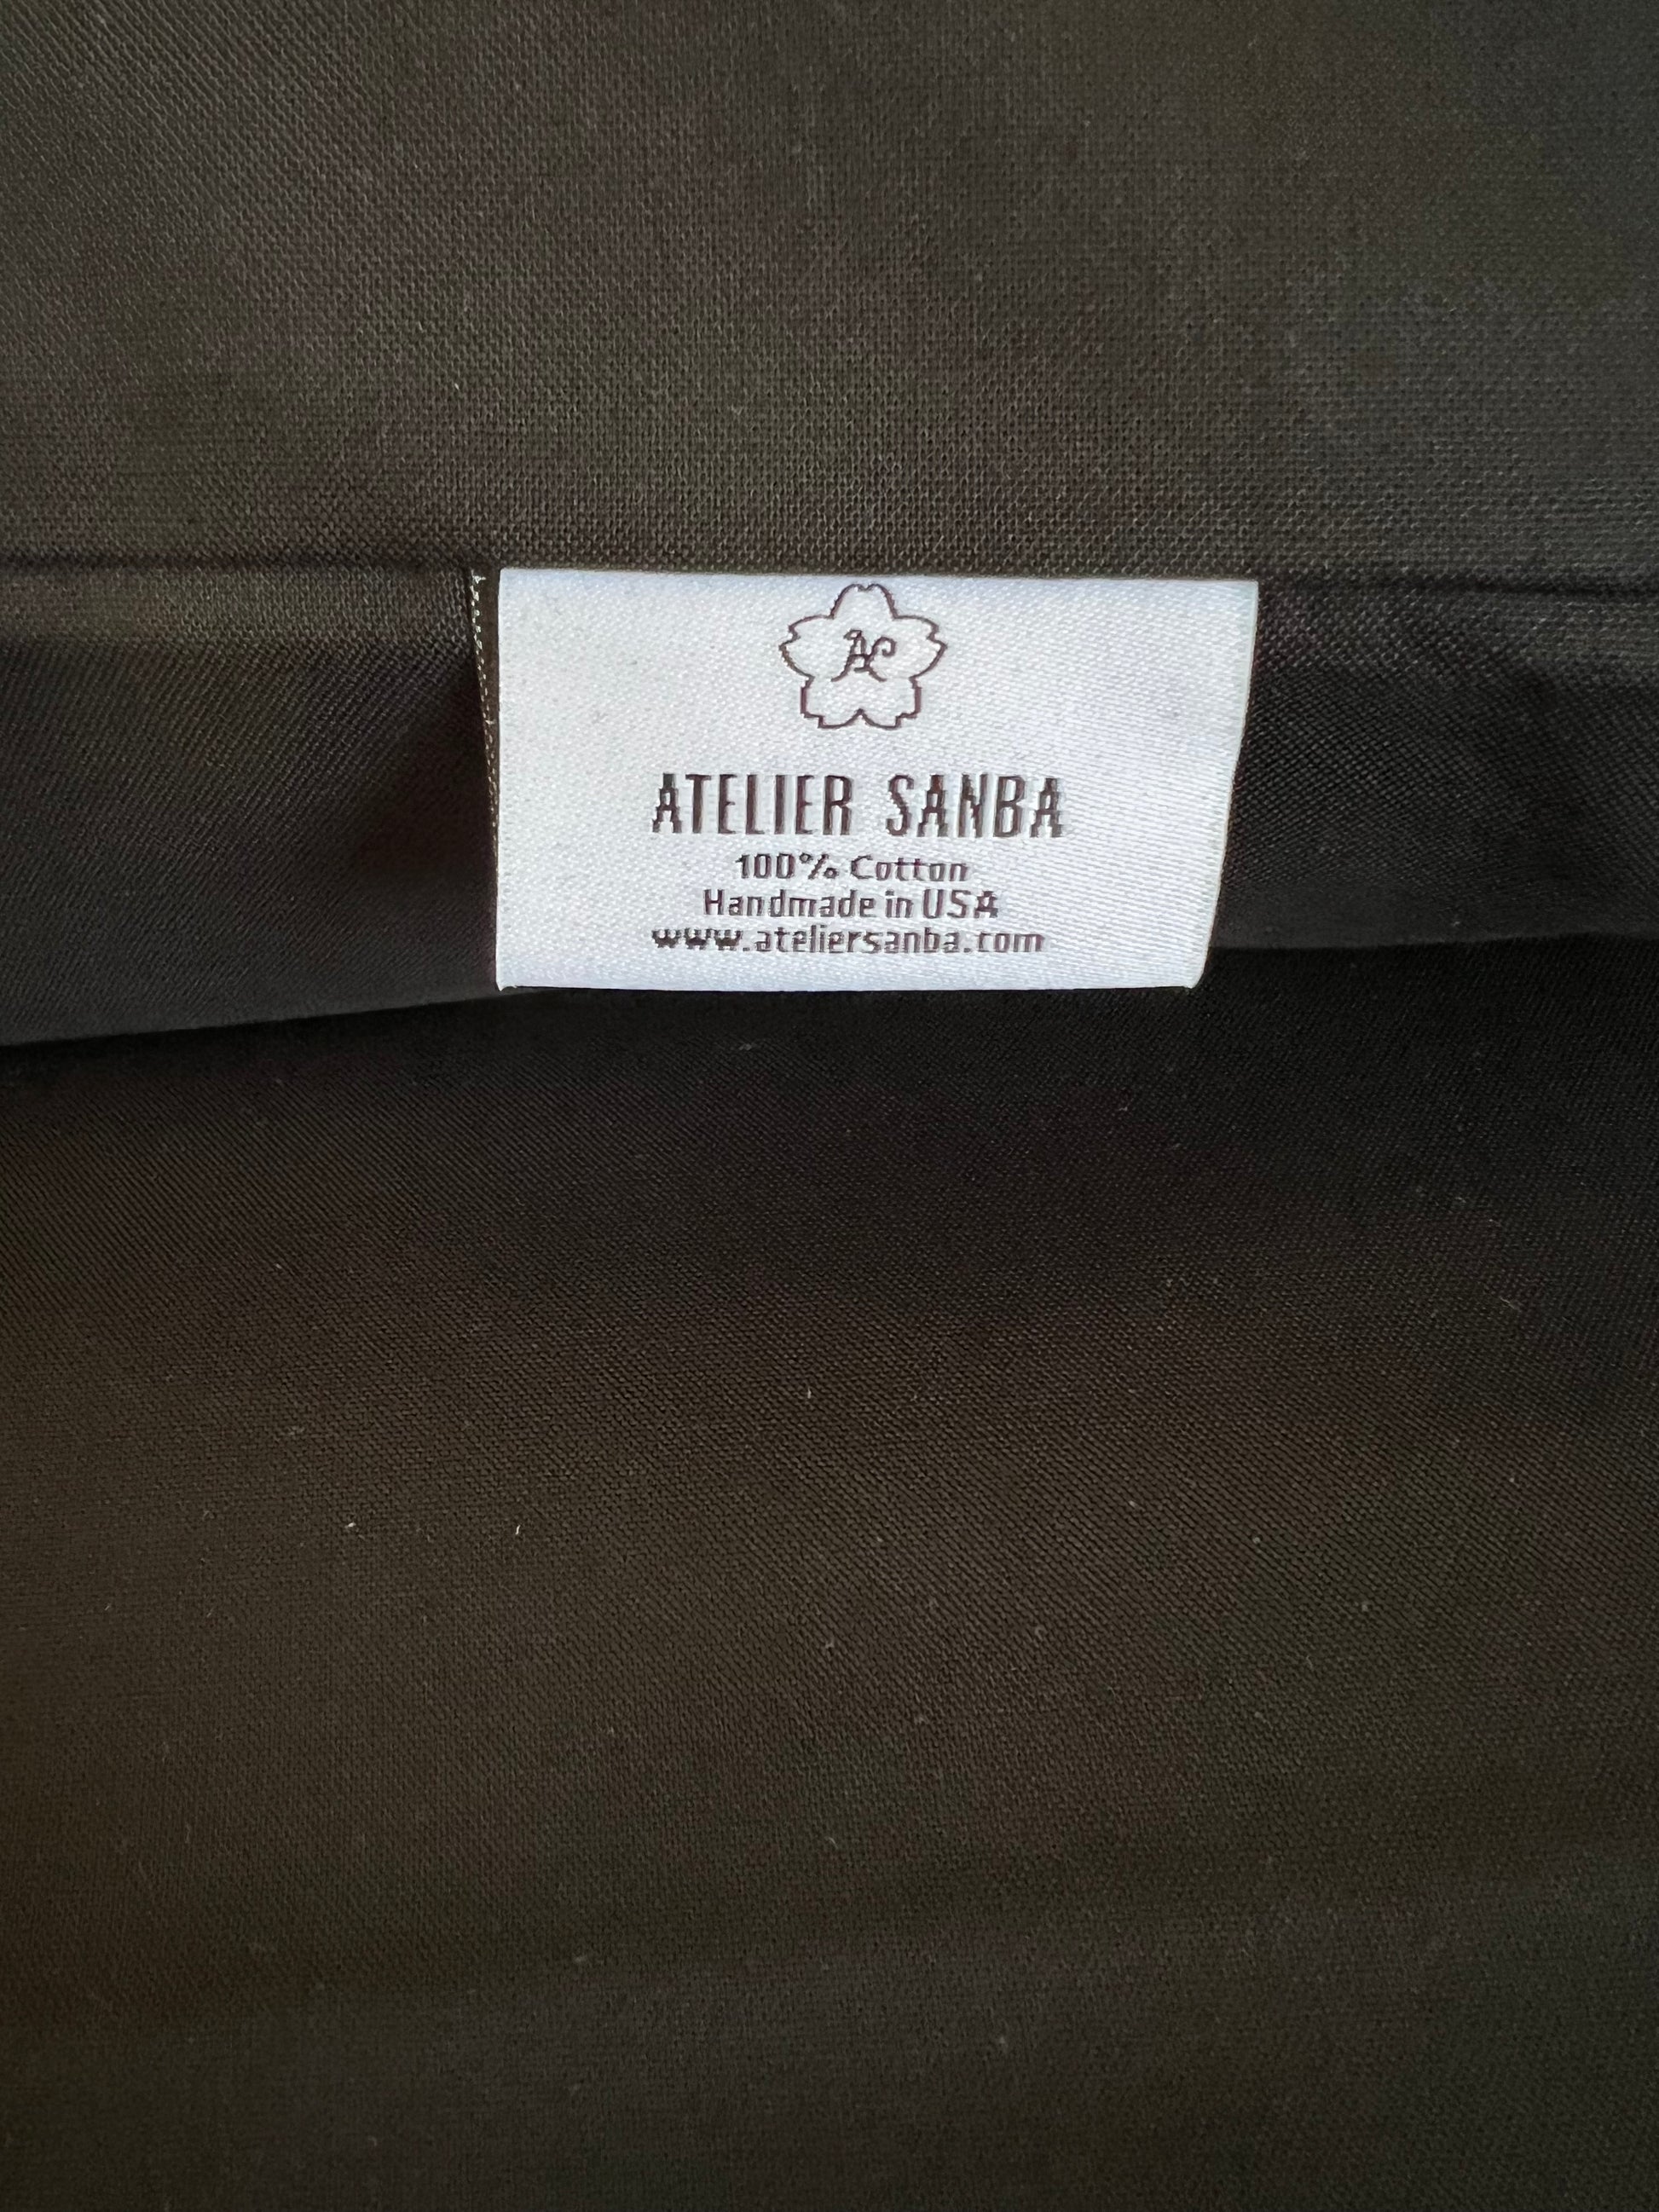 ATELIER SANBA
100% Cotton
Handmade in USA
www.ateliersanba.com